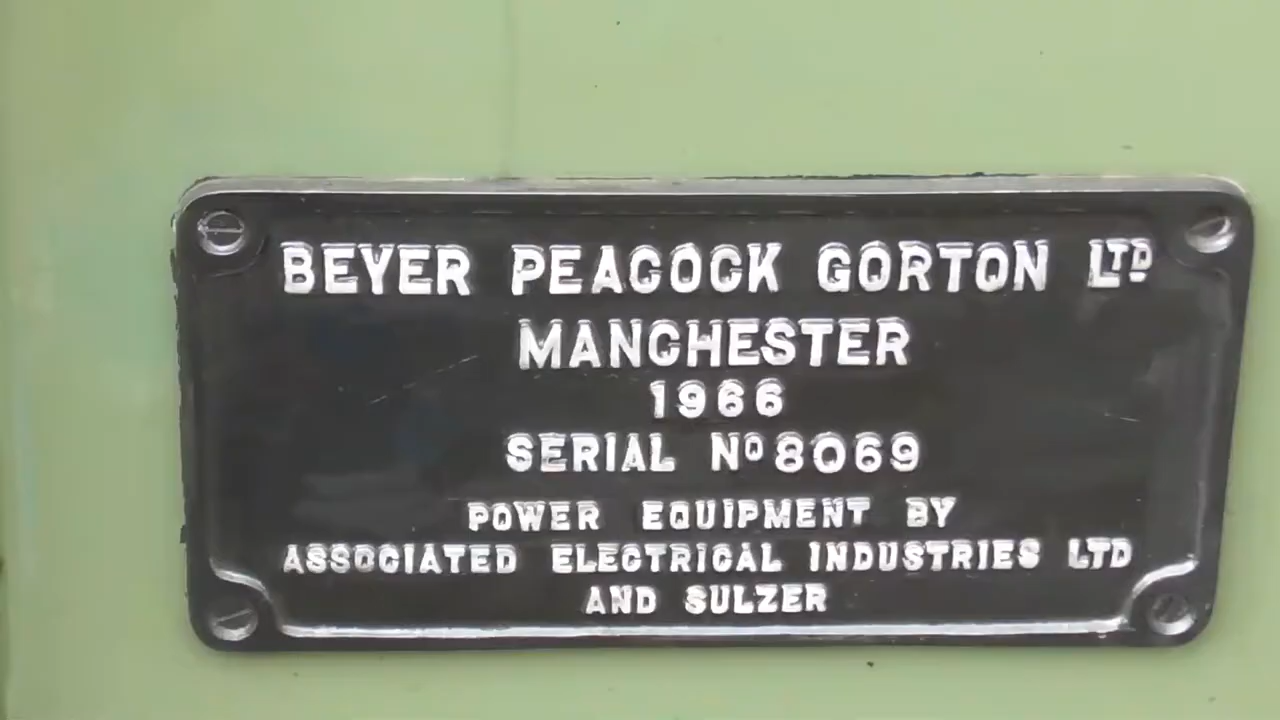 BEYER PEACOCK GORTON LTD
MANCHESTER
1966
SERIAL NO 8069
POWER EQUIPMENT BY
ASSOCIATED ELECTRICAL INDUSTRIES LTD
AND SULZER